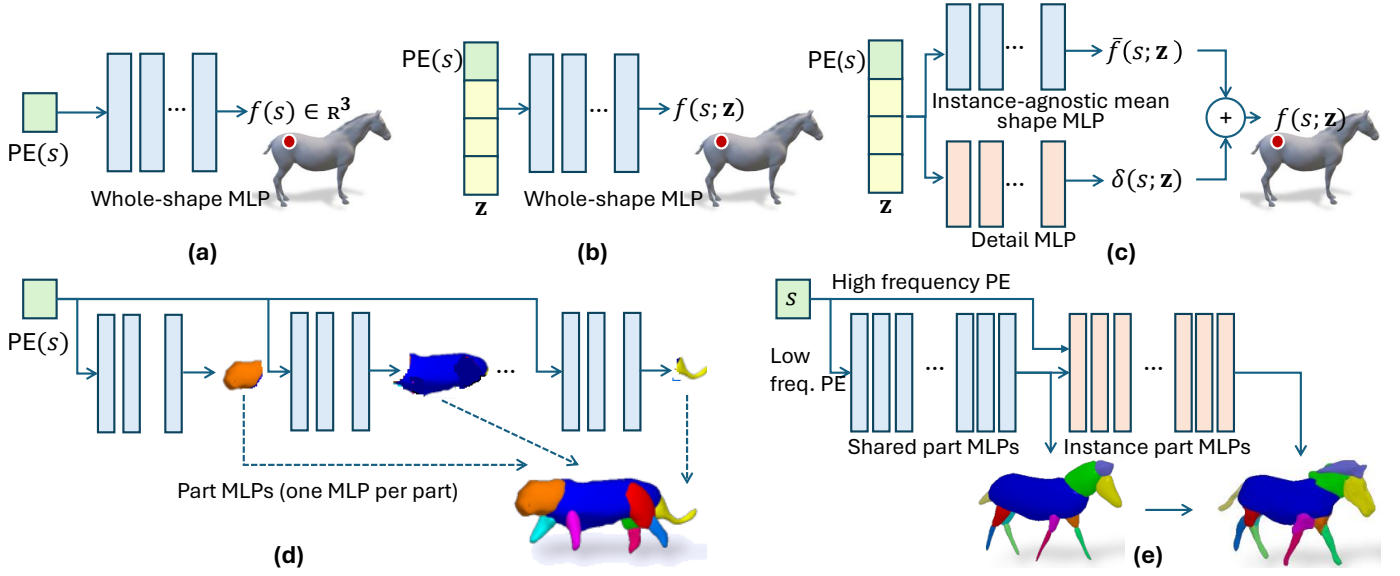 PE(s)
...
f(s) ∈ R³
Whole-shape MLP
(a)
PE(s)
z
...
f(s; z)
Whole-shape MLP
(b)
PE(s)
z
...
f̄(s; z )
Instance-agnostic mean
shape MLP
+
f(s; z)
...
δ(s; z)
Detail MLP
(c)
PE(s)
...
Part MLPs (one MLP per part)
(d)
s
High frequency PE
Low
freq. PE
...
...
Shared part MLPs
Instance part MLPs
(e)